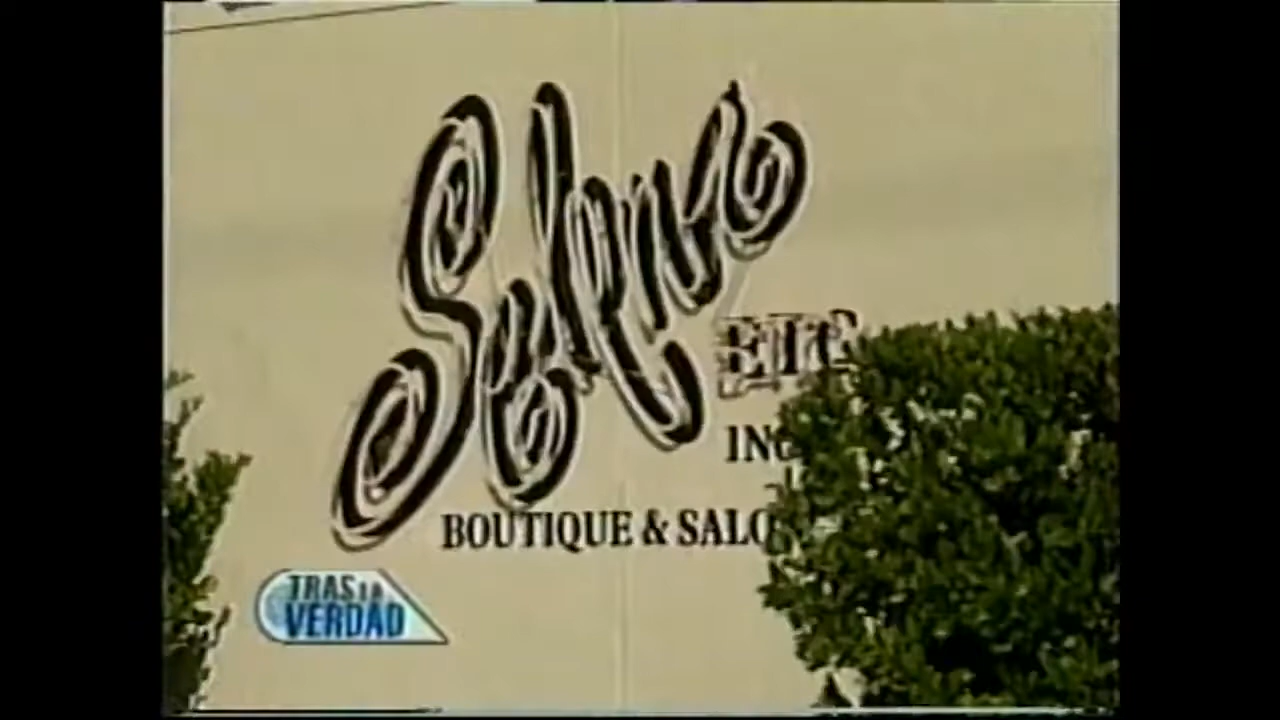 Selena
ETC
INC
BOUTIQUE & SALO
TRAS LA
VERDAD